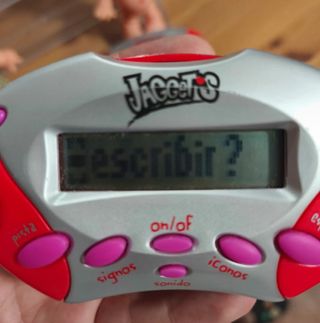 JAGGETS
escribir?
on/of
pista
signos
iconos
sonido